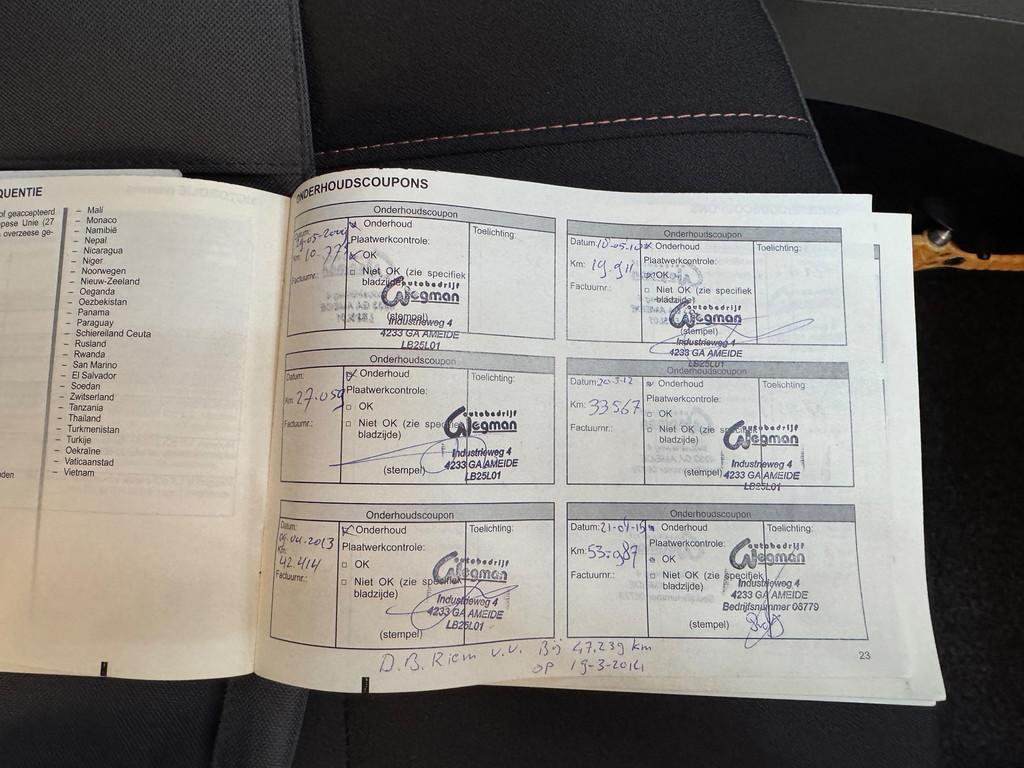 QUENTIE
of geaccepteerd
pese Unie (27
overzeese ge-
den
– Mali
– Monaco
– Namibië
– Nepal
– Nicaragua
– Niger
– Noorwegen
– Nieuw-Zeeland
– Oeganda
– Oezbekistan
– Panama
– Paraguay
– Schiereiland Ceuta
– Rusland
– Rwanda
– San Marino
– El Salvador
– Soedan
– Zwitserland
– Tanzania
– Thailand
– Turkmenistan
– Turkije
– Oekraïne
– Vaticaanstad
– Vietnam
ONDERHOUDSCOUPONS
Onderhoudscoupon
Datum:
Km: 10.777
Factuurnr.:
Onderhoud
Plaatwerkcontrole:
OK
Niet OK (zie specifiek
bladzijde)
(stempel)
Toelichting:
autobedrijf
Wegman
Industrieweg 4
4233 GA AMEIDE
LB25L01
Onderhoudscoupon
Datum: 10-05-10
Km: 19.911
Factuurnr.:
Onderhoud
Plaatwerkcontrole:
OK
Niet OK (zie specifiek
bladzijde)
(stempel)
Toelichting:
autobedrijf
Wegman
Industrieweg 4
4233 GA AMEIDE
LB25L01
Onderhoudscoupon
Datum:
Km: 27.059
Factuurnr.:
Onderhoud
Plaatwerkcontrole:
OK
Niet OK (zie specifiek
bladzijde)
(stempel)
Toelichting:
autobedrijf
Wegman
Industrieweg 4
4233 GA AMEIDE
LB25L01
Onderhoudscoupon
Datum: 20-3-12
Km: 33567
Factuurnr.:
Onderhoud
Plaatwerkcontrole:
OK
Niet OK (zie specifiek
bladzijde)
(stempel)
Toelichting:
autobedrijf
Wegman
Industrieweg 4
4233 GA AMEIDE
LB25L01
Onderhoudscoupon
Datum:
09-04-2013
Km:
42.414
Factuurnr.:
Onderhoud
Plaatwerkcontrole:
OK
Niet OK (zie specifiek
bladzijde)
(stempel)
Toelichting:
autobedrijf
Wegman
Industrieweg 4
4233 GA AMEIDE
LB25L01
Onderhoudscoupon
Datum: 21-04-15
Km: 53.987
Factuurnr.:
Onderhoud
Plaatwerkcontrole:
OK
Niet OK (zie specifiek
bladzijde)
(stempel)
Toelichting:
autobedrijf
Wegman
Industrieweg 4
4233 GA AMEIDE
Bedrijfsnummer 08779
D.B. Riem v.v. Bij 47.239 km
op 19-3-2014
23